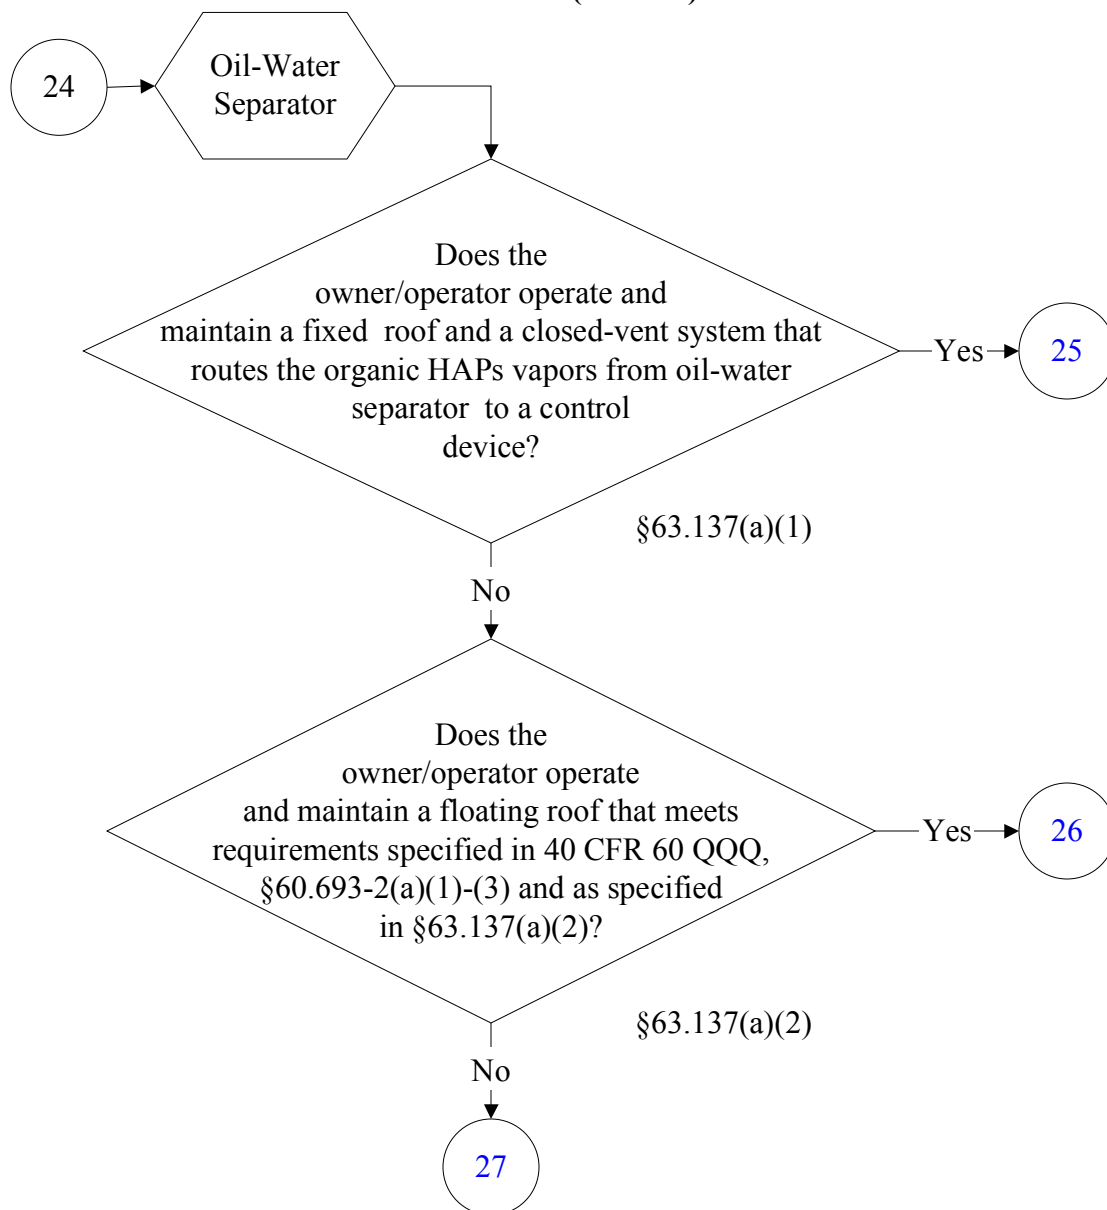 24
Oil-Water
Separator
Does the
owner/operator operate and
maintain a fixed roof and a closed-vent system that
routes the organic HAPs vapors from oil-water
separator to a control
device?
Yes
25
§63.137(a)(1)
No
Does the
owner/operator operate
and maintain a floating roof that meets
requirements specified in 40 CFR 60 QQQ,
§60.693-2(a)(1)-(3) and as specified
in §63.137(a)(2)?
Yes
26
§63.137(a)(2)
No
27